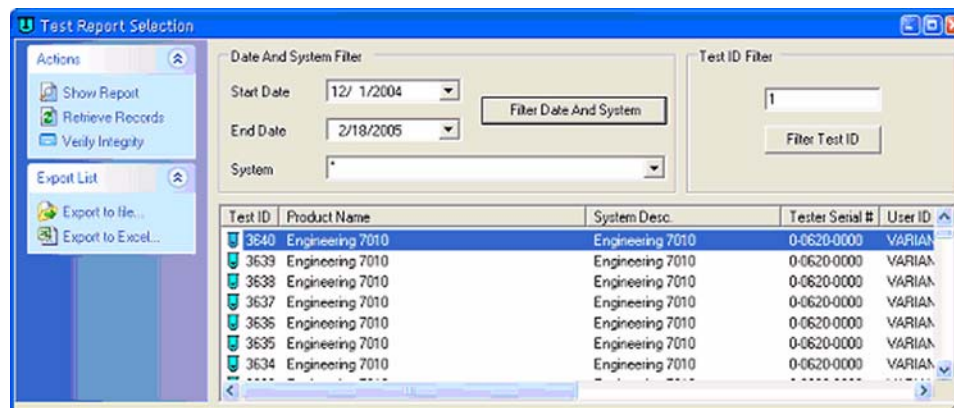 Test Report Selection
Actions
Show Report
Retrieve Records
Verify Integrity
Export List
Export to file...
Export to Excel...
Date And System Filter
Start Date 12/ 1/2004
End Date 2/18/2005
Filter Date And System
System *
Test ID Filter
1
Filter Test ID
Test ID Product Name System Desc. Tester Serial # User ID
3640 Engineering 7010 Engineering 7010 0-0620-0000 VARIAN
3639 Engineering 7010 Engineering 7010 0-0620-0000 VARIAN
3638 Engineering 7010 Engineering 7010 0-0620-0000 VARIAN
3637 Engineering 7010 Engineering 7010 0-0620-0000 VARIAN
3636 Engineering 7010 Engineering 7010 0-0620-0000 VARIAN
3635 Engineering 7010 Engineering 7010 0-0620-0000 VARIAN
3634 Engineering 7010 Engineering 7010 0-0620-0000 VARIAN